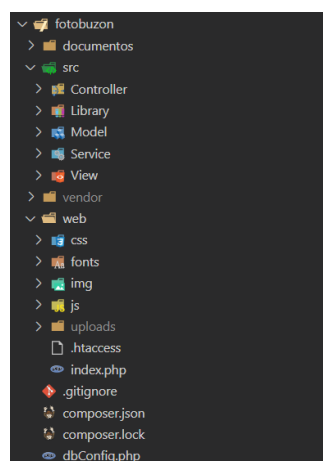 fotobuzon
documentos
src
Controller
Library
Model
Service
View
vendor
web
css
fonts
img
js
uploads
.htaccess
index.php
.gitignore
composer.json
composer.lock
dbConfig.php